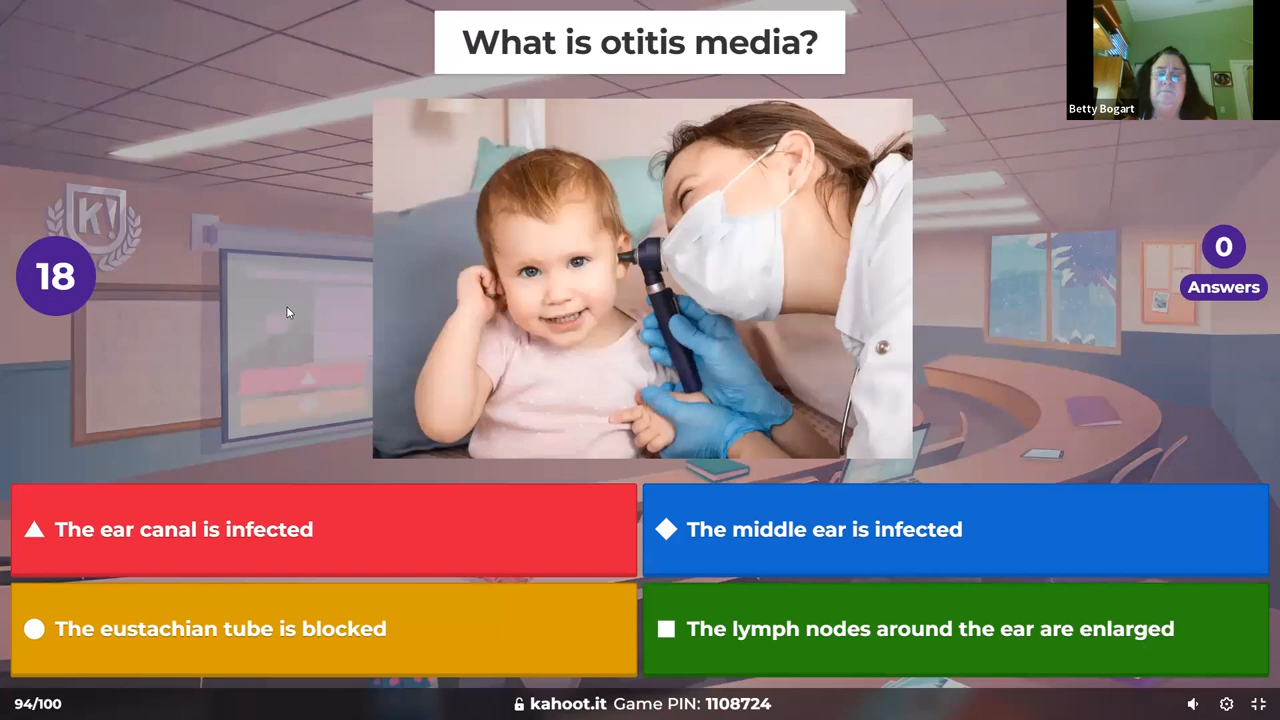 What is otitis media?
Betty Bogart
K!
18
0
Answers
The ear canal is infected
The middle ear is infected
The eustachian tube is blocked
The lymph nodes around the ear are enlarged
94/100
kahoot.it Game PIN: 1108724